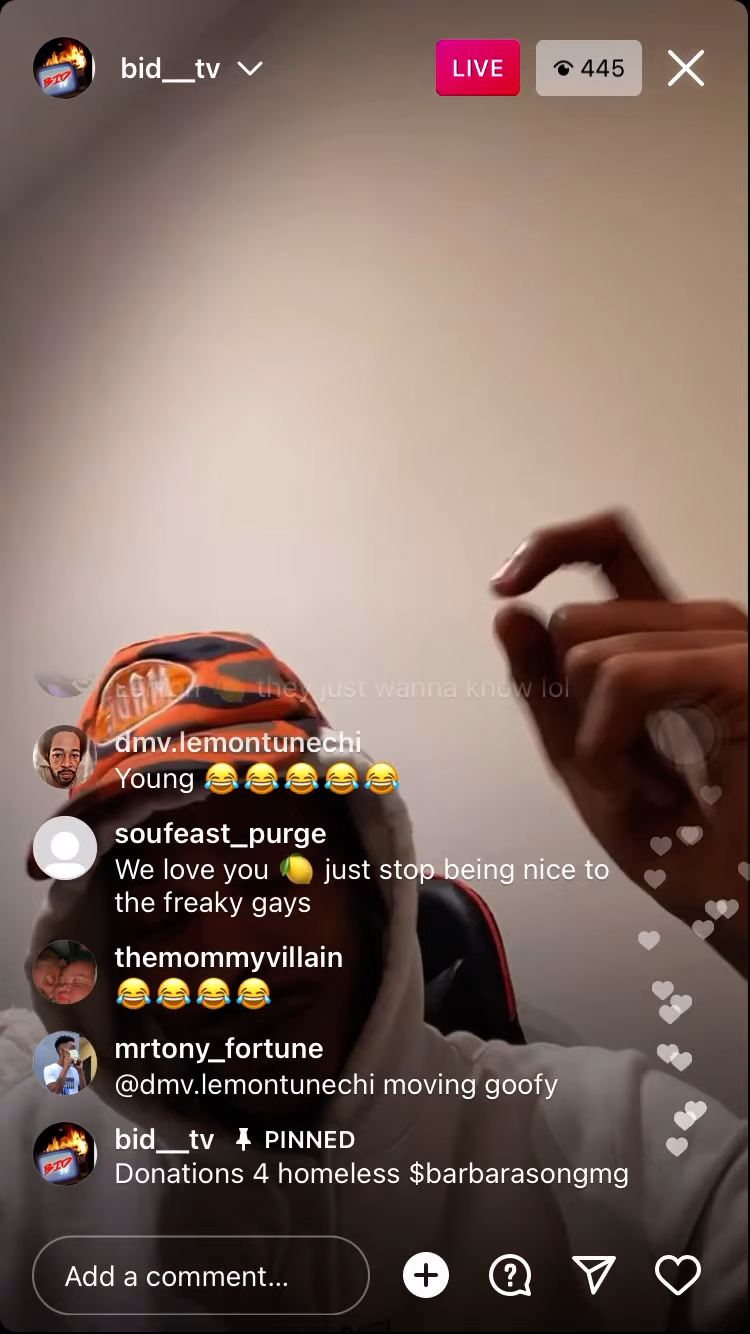 bid__tv
LIVE
445
they just wanna know lol
dmv.lemontunechi
Young 😂😂😂😂😂
soufeast_purge
We love you 🍋 just stop being nice to
the freaky gays
themommyvillain
😂😂😂😂
mrtony_fortune
@dmv.lemontunechi moving goofy
bid__tv PINNED
Donations 4 homeless $barbarasongmg
Add a comment...